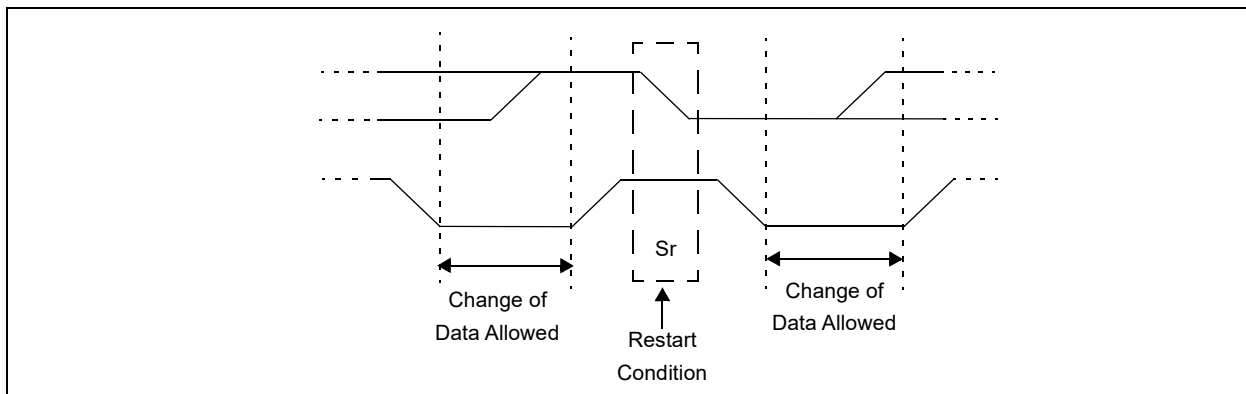 Sr
Change of
Data Allowed
Restart
Condition
Change of
Data Allowed